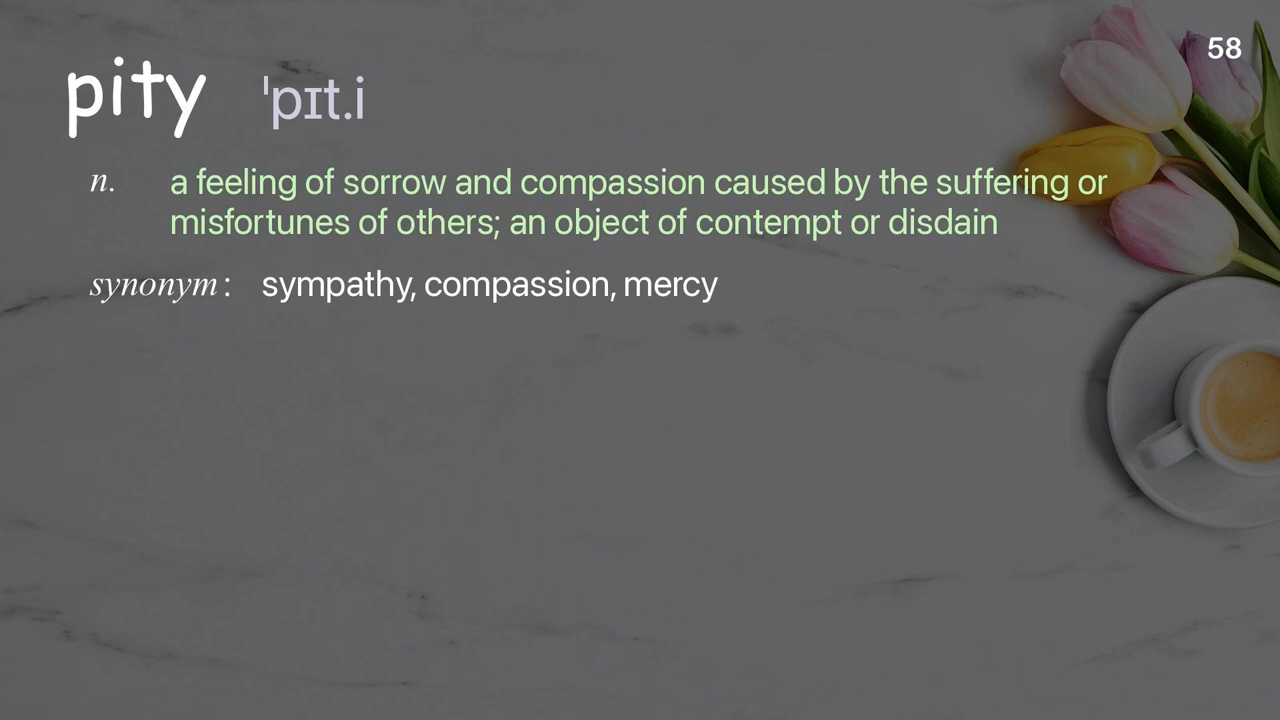 58
pity ˈpɪt.i
n. a feeling of sorrow and compassion caused by the suffering or
misfortunes of others; an object of contempt or disdain
synonym : sympathy, compassion, mercy